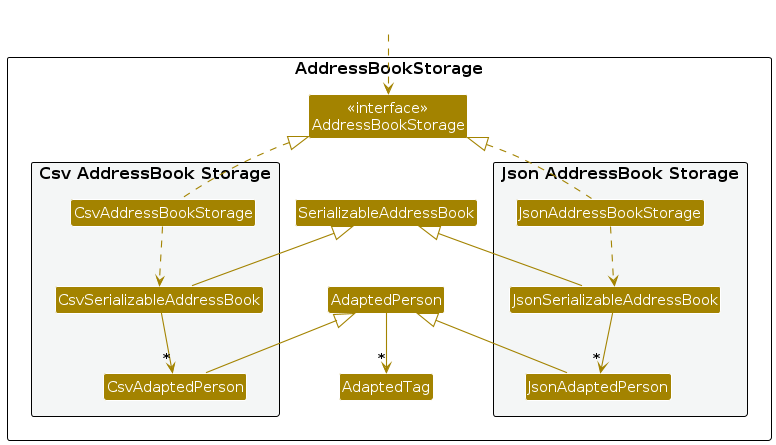 AddressBookStorage
«interface»
AddressBookStorage
Csv AddressBook Storage
Json AddressBook Storage
CsvAddressBookStorage
SerializableAddressBook
JsonAddressBookStorage
CsvSerializableAddressBook
AdaptedPerson
JsonSerializableAddressBook
*
*
*
CsvAdaptedPerson
AdaptedTag
JsonAdaptedPerson